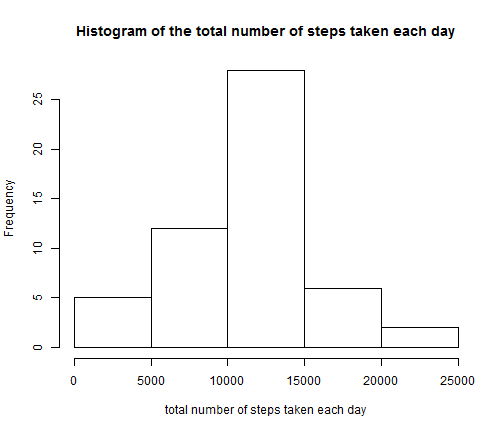 Histogram of the total number of steps taken each day
Frequency
25
20
15
10
5
0
0 5000 10000 15000 20000 25000
total number of steps taken each day